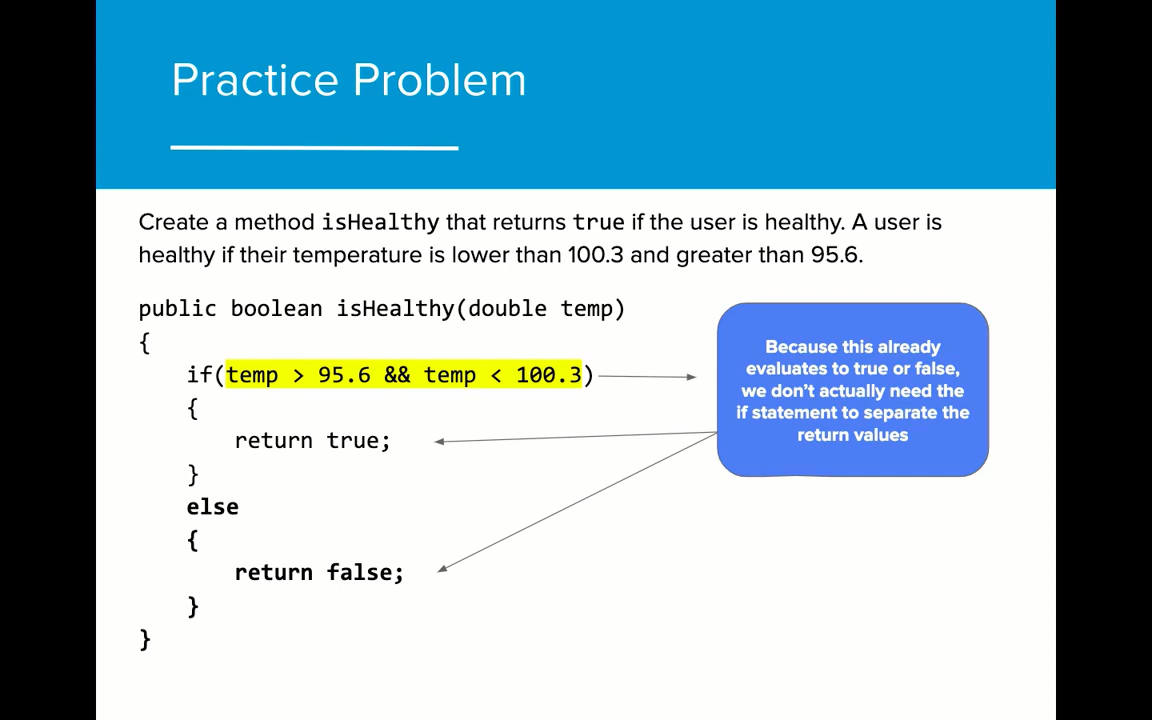 Practice Problem
Create a method isHealthy that returns true if the user is healthy. A user is
healthy if their temperature is lower than 100.3 and greater than 95.6.
public boolean isHealthy(double temp)
{
if(temp > 95.6 && temp < 100.3)
{
return true;
}
else
{
return false;
}
}
Because this already
evaluates to true or false,
we don't actually need the
if statement to separate the
return values